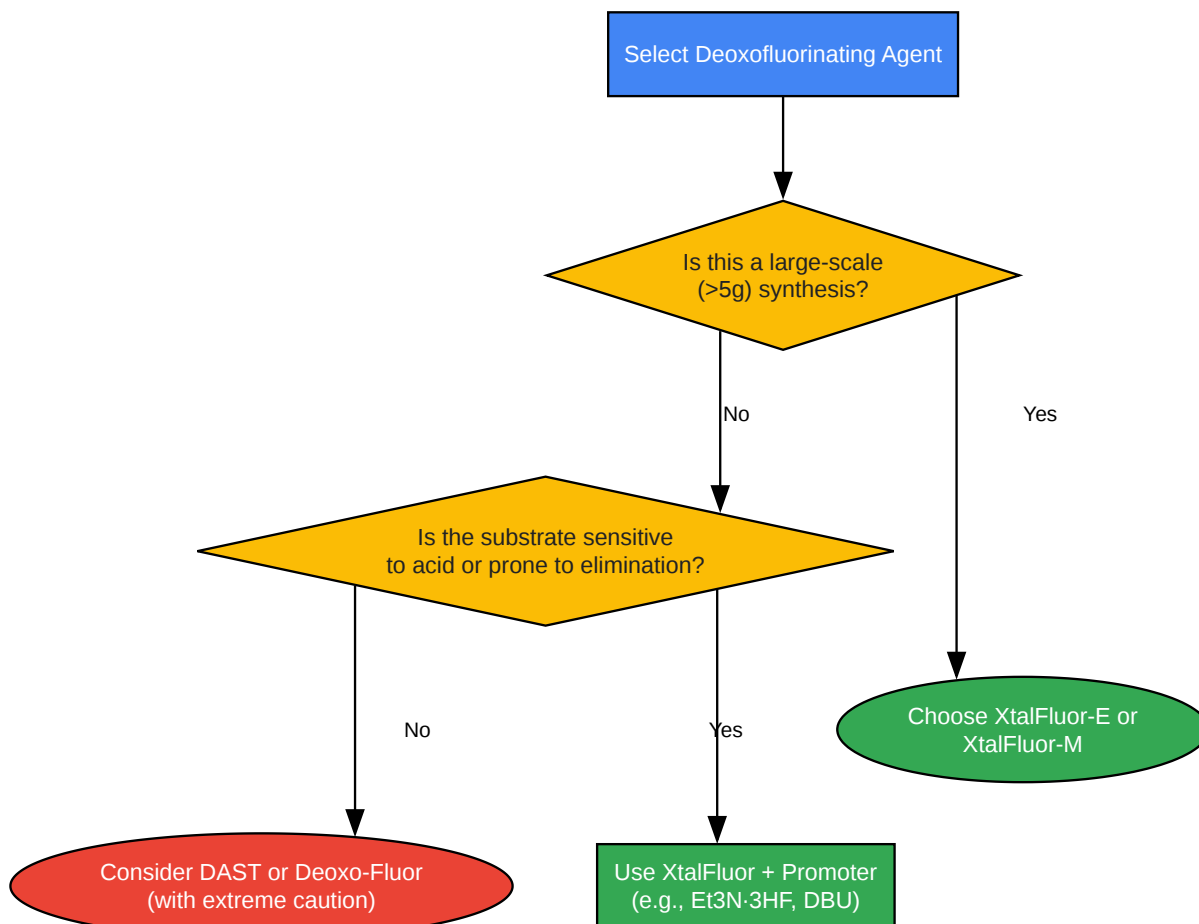 Select Deoxofluorinating Agent
Is this a large-scale
(>5g) synthesis?
No
Yes
Is the substrate sensitive
to acid or prone to elimination?
No
Yes
Choose XtalFluor-E or
XtalFluor-M
Consider DAST or Deoxo-Fluor
(with extreme caution)
Use XtalFluor + Promoter
(e.g., Et3N·3HF, DBU)